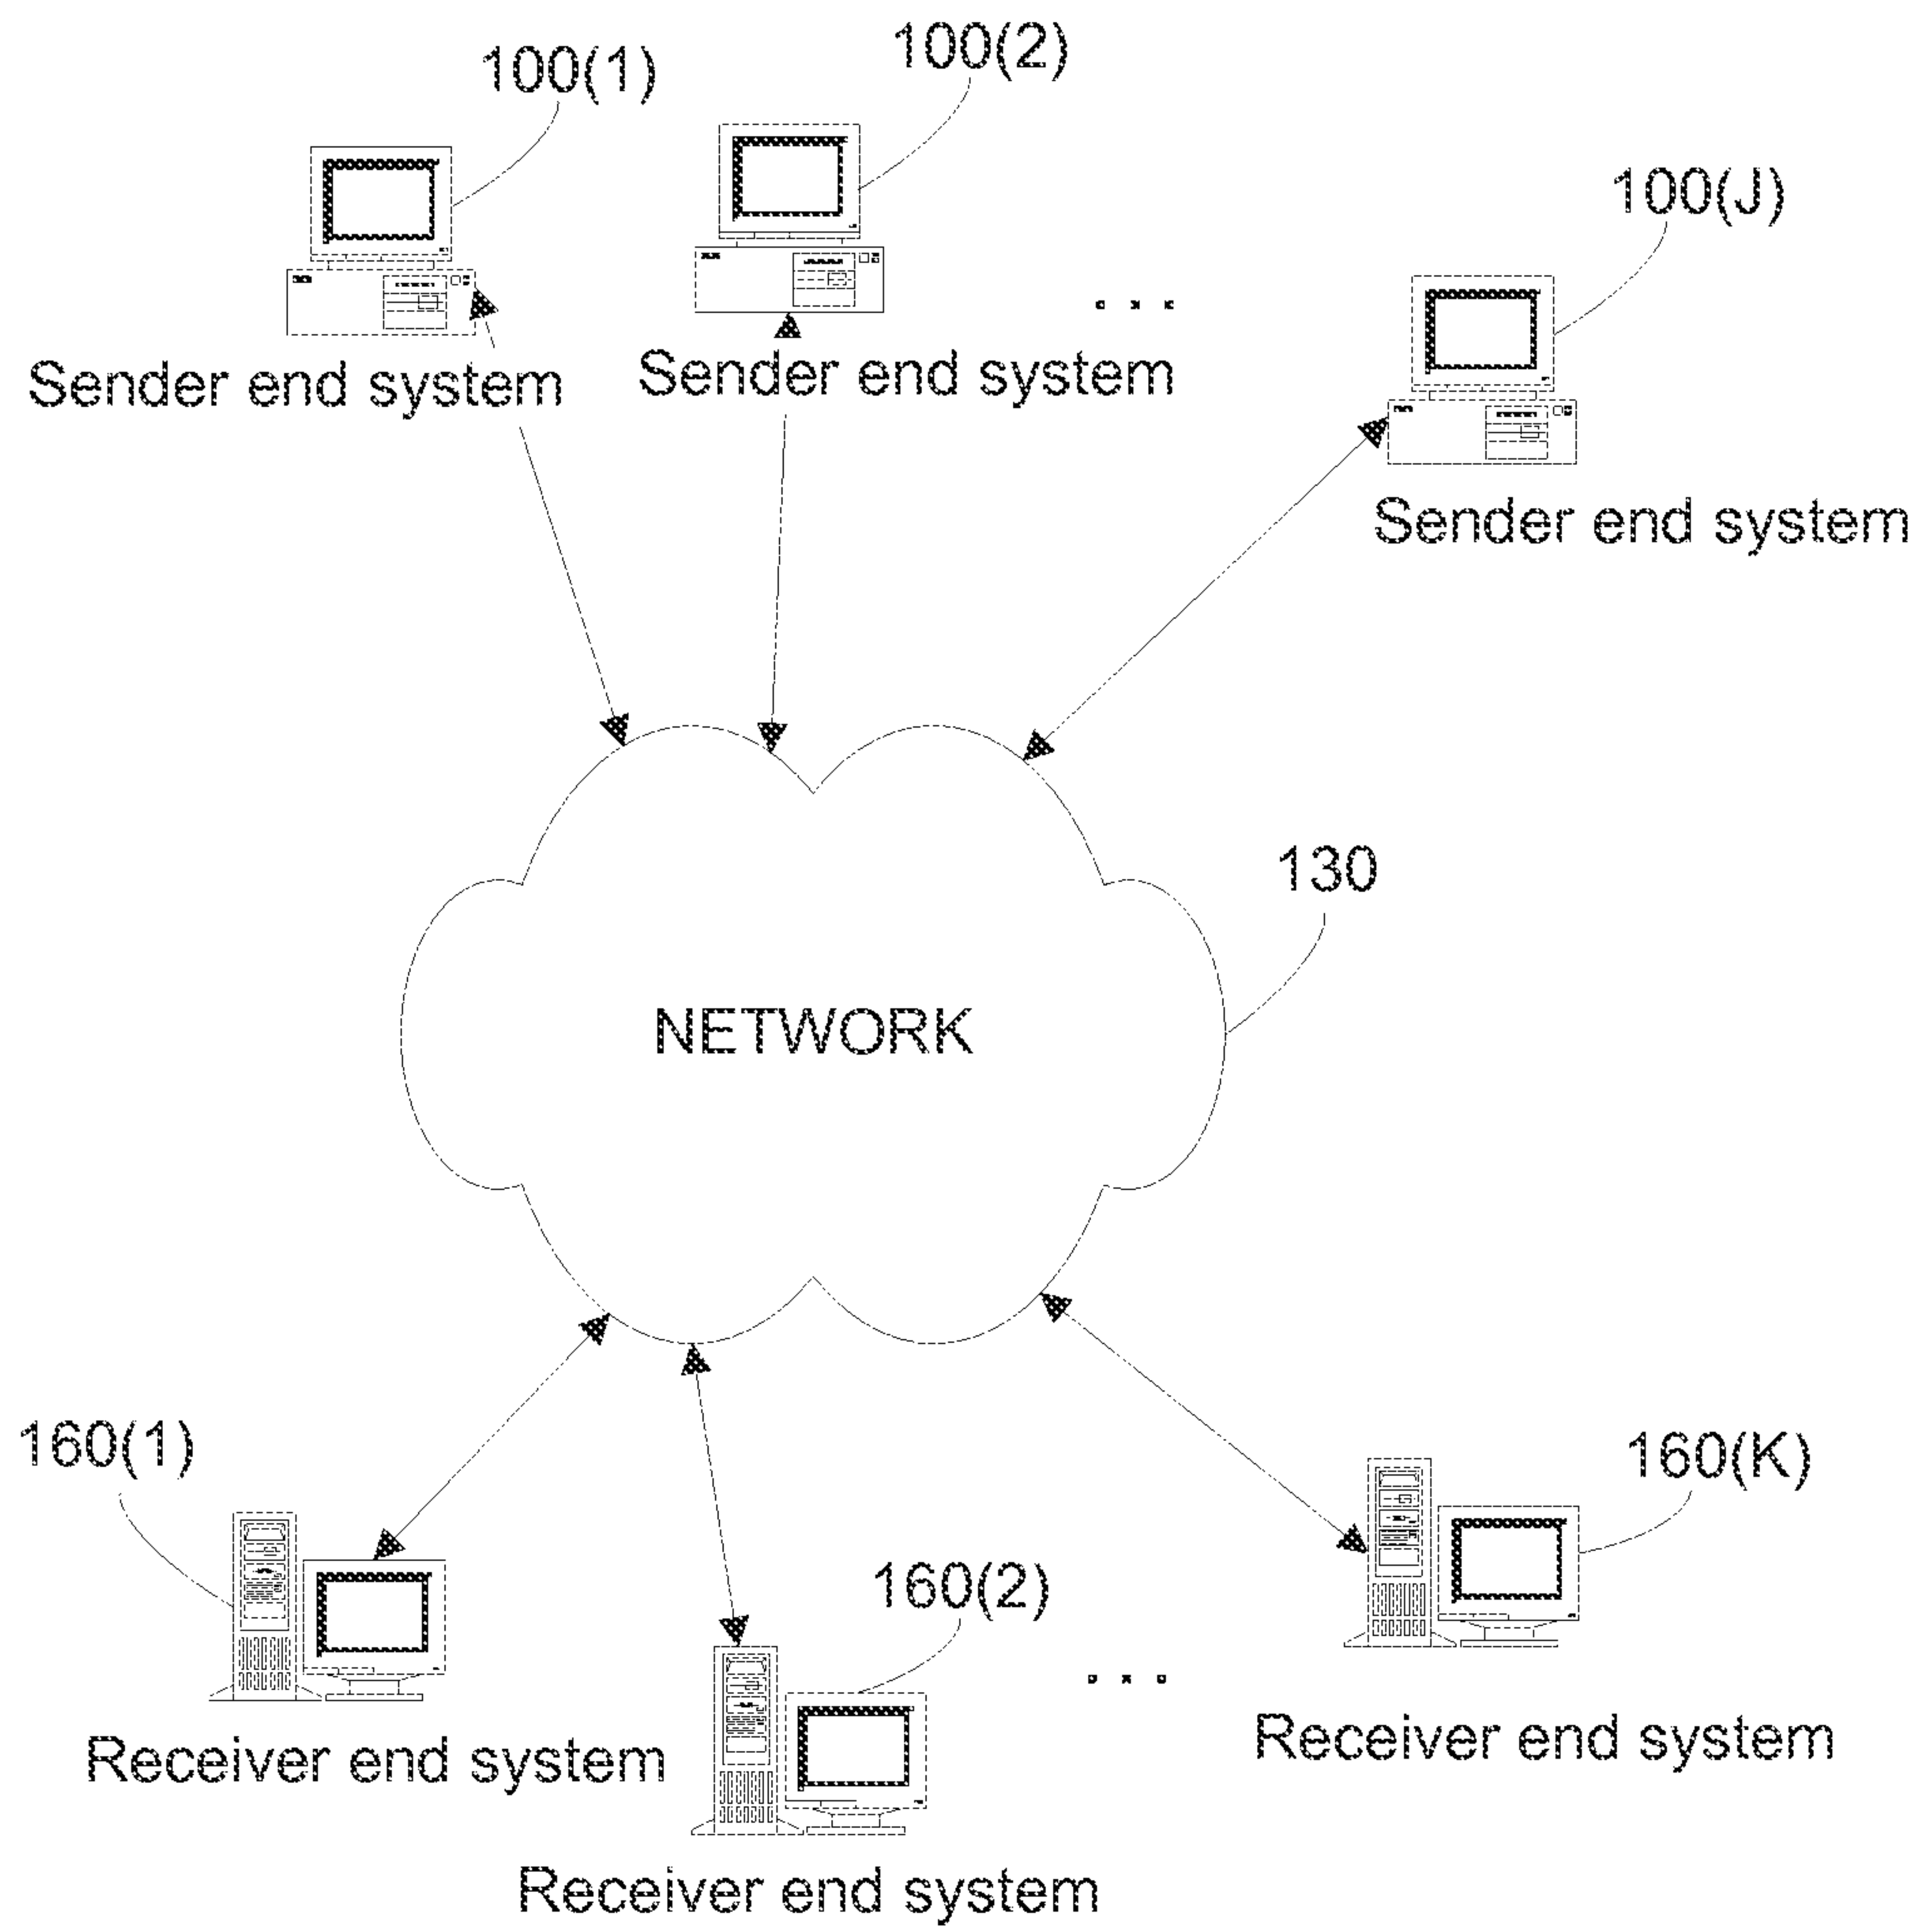 100(1)
100(2)
100(J)
Sender end system
Sender end system
. . .
Sender end system
130
NETWORK
160(1)
160(2)
160(K)
Receiver end system
. . .
Receiver end system
Receiver end system